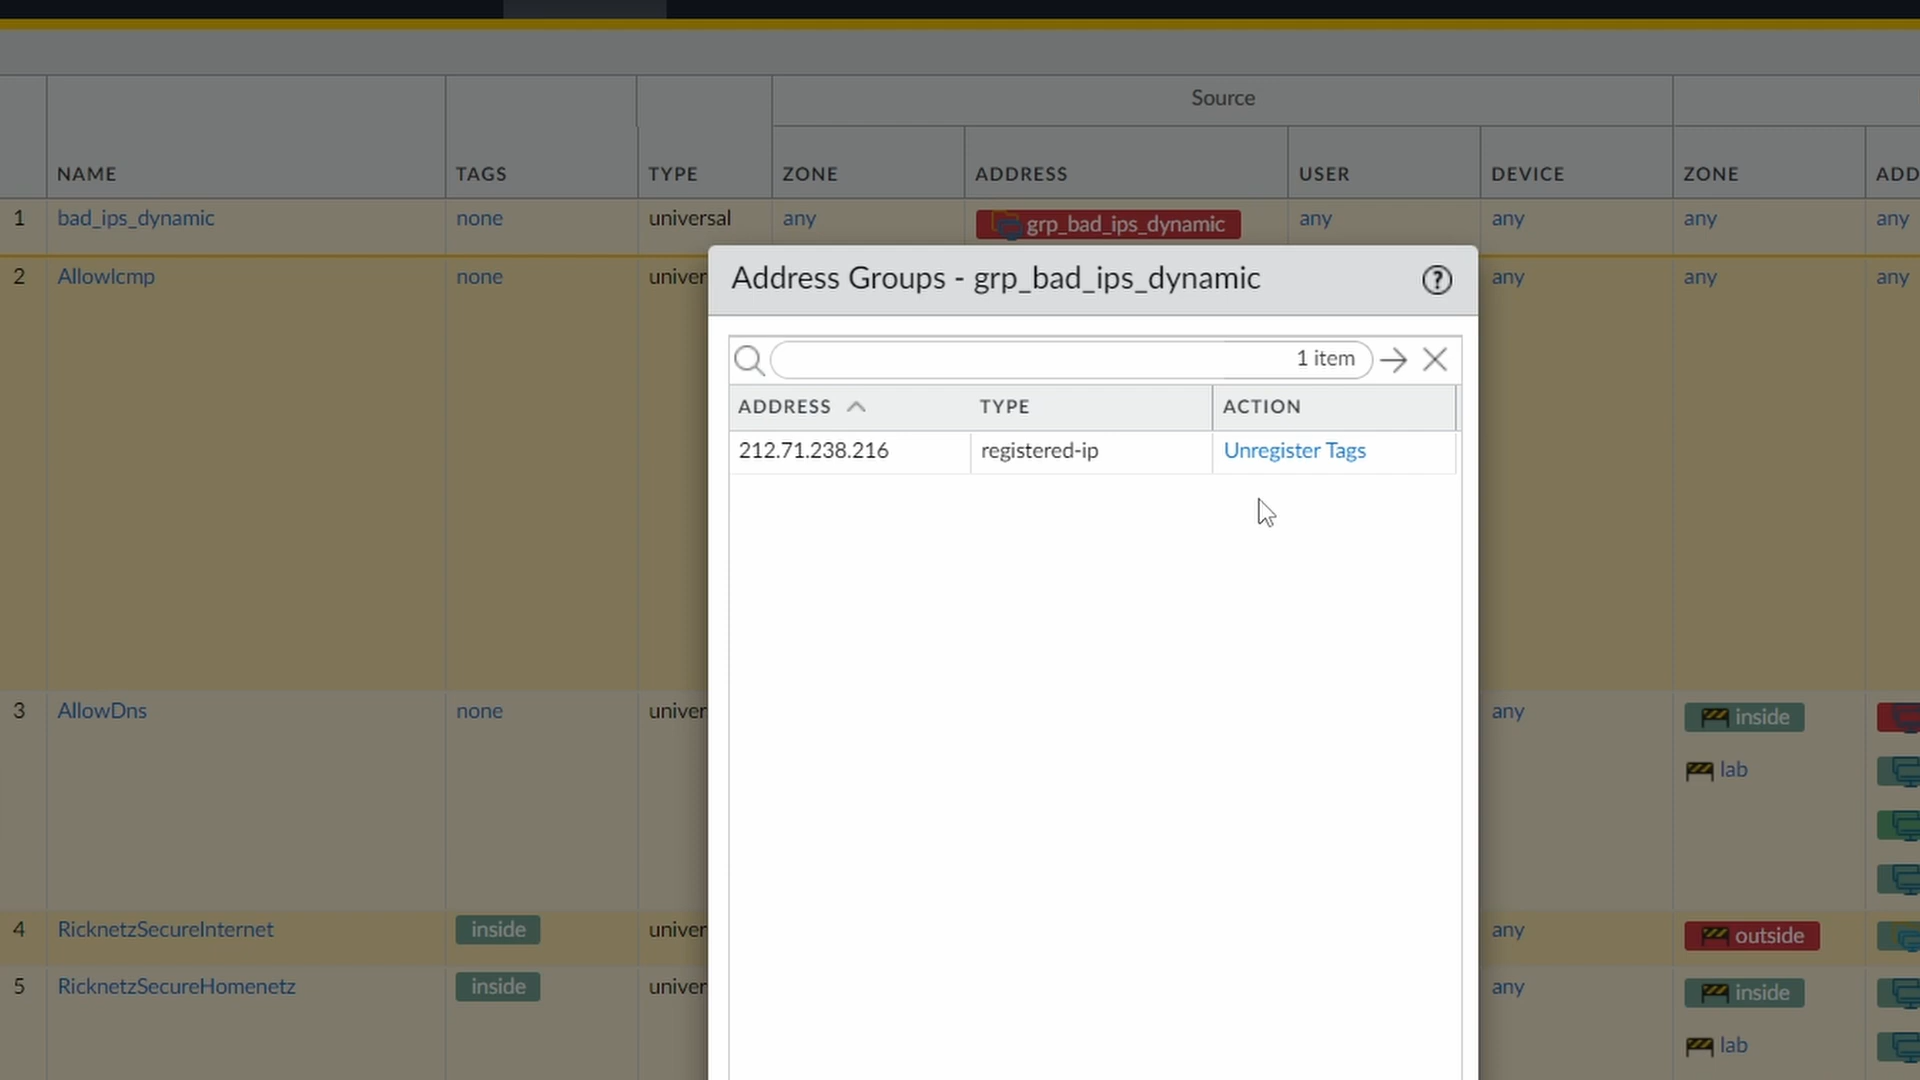 Source
NAME TAGS TYPE ZONE ADDRESS USER DEVICE ZONE ADD
1 bad_ips_dynamic none universal any grp_bad_ips_dynamic any any any any
2 AllowIcmp none univer any any any
Address Groups - grp_bad_ips_dynamic
1 item
ADDRESS TYPE ACTION
212.71.238.216 registered-ip Unregister Tags
3 AllowDns none univer any inside
lab
4 RicknetzSecureInternet inside univer any outside
5 RicknetzSecureHomenetz inside univer any inside
lab